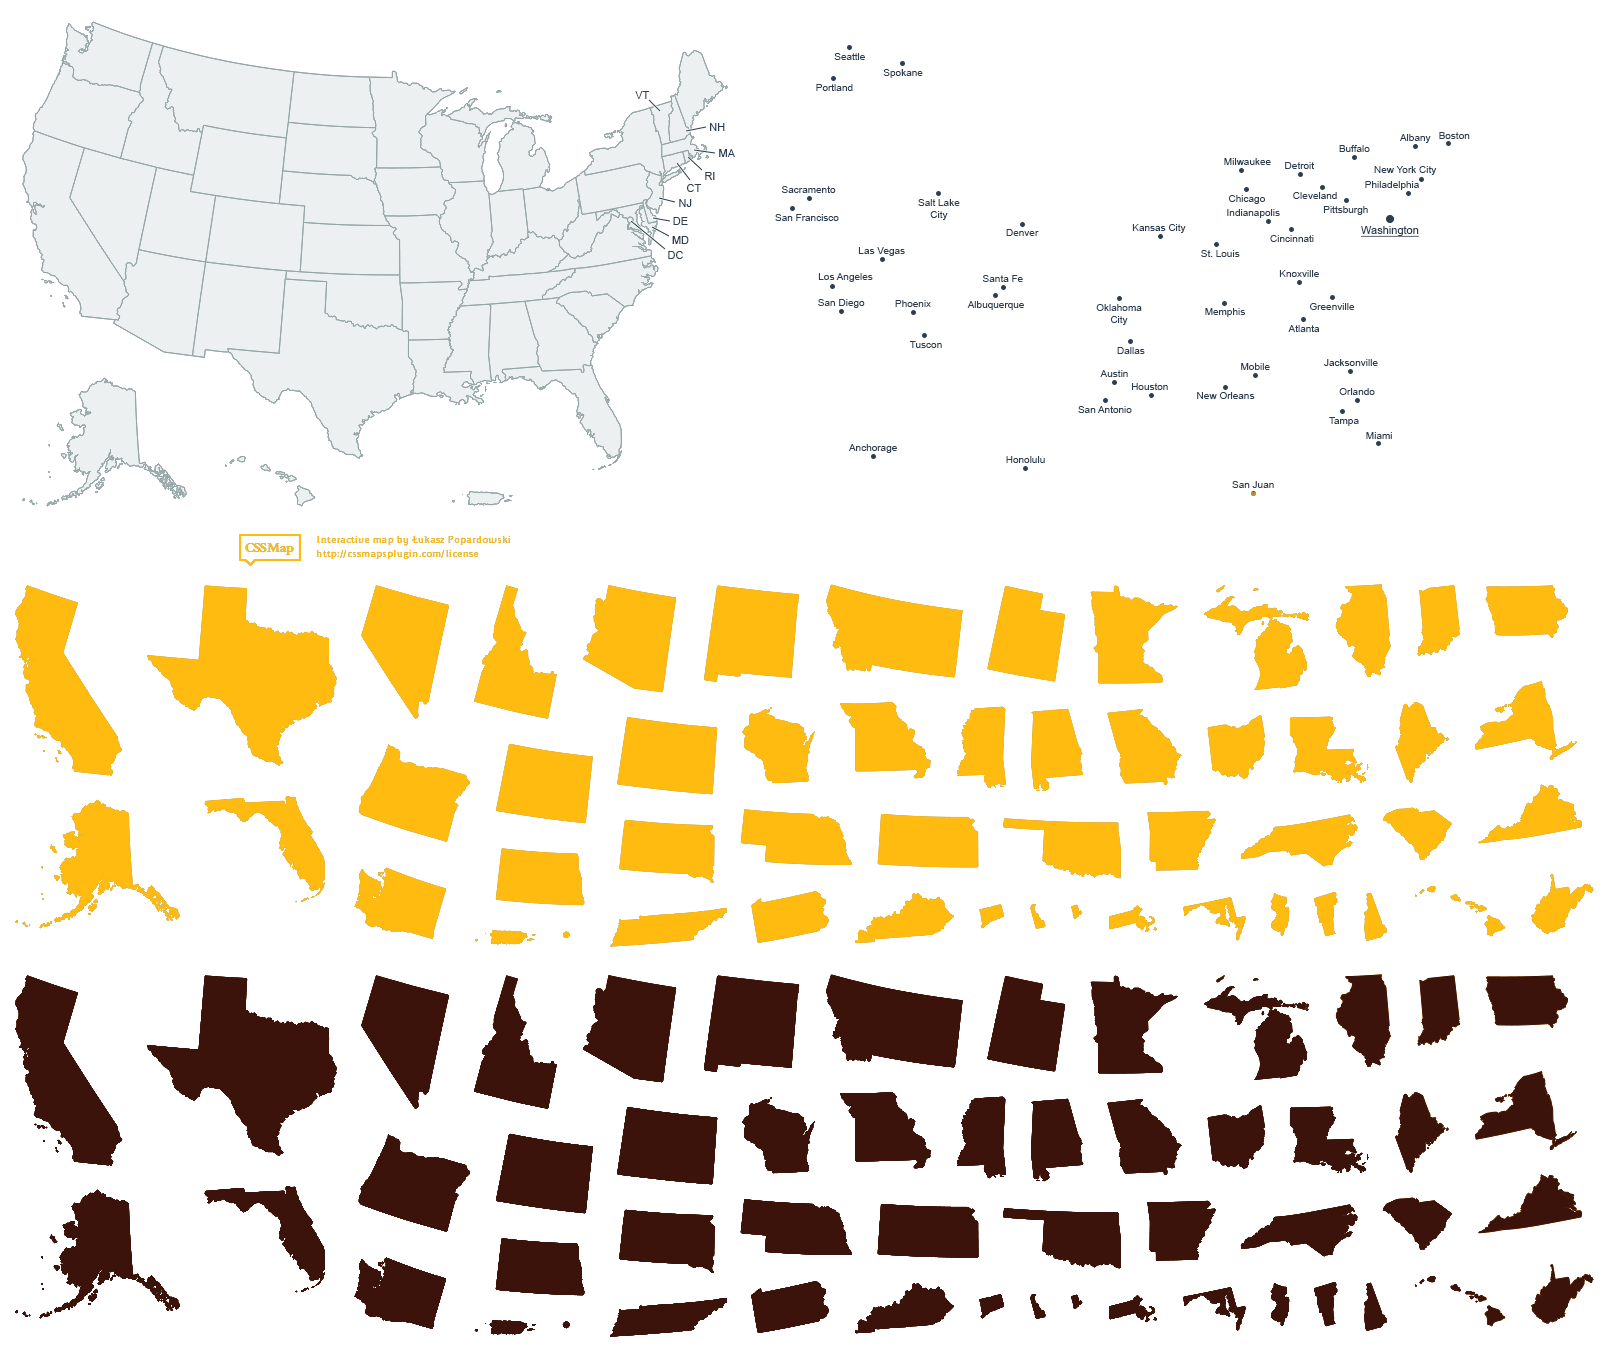 VT
NH
MA
RI
CT
NJ
DE
MD
DC
Seattle
Spokane
Portland
Albany
Boston
Buffalo
Milwaukee
Detroit
New York City
Philadelphia
Cleveland
Chicago
Pittsburgh
Indianapolis
Washington
Cincinnati
Sacramento
San Francisco
Salt Lake
City
Denver
Kansas City
St. Louis
Las Vegas
Los Angeles
San Diego
Phoenix
Tuscon
Santa Fe
Albuquerque
Oklahoma
City
Knoxville
Memphis
Greenville
Atlanta
Dallas
Austin
Houston
San Antonio
Mobile
New Orleans
Jacksonville
Orlando
Tampa
Miami
Anchorage
Honolulu
San Juan
CSSMap
Interactive map by Łukasz Popardowski
http://cssmapsplugin.com/license